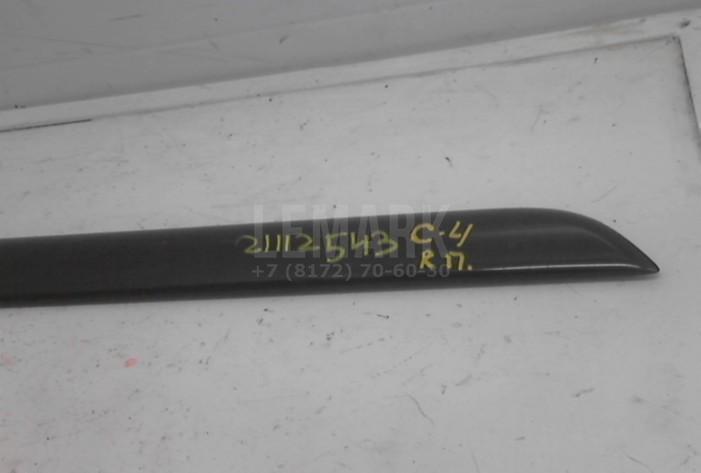 LEMARK
21112543 C-4
+7 (8172) 70-60-30
R П.